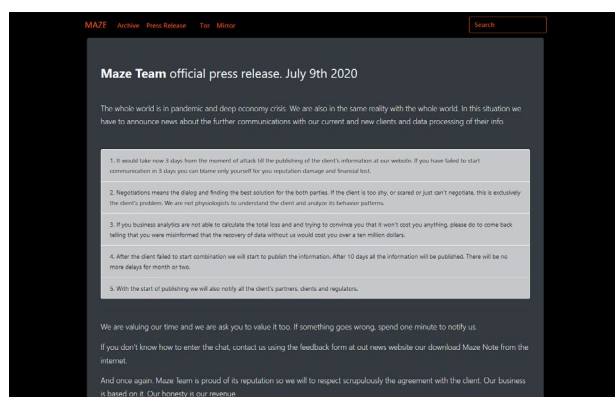 MAZE Archive Press Release Tor Mirror Search
Maze Team official press release. July 9th 2020
The whole world is in pandemic and deep economy crisis. We are also in the same reality with the whole world. In this situation we
have to announce news about the further communications with our current and new clients and data processing of their info.
1. It would take now 3 days from the moment of attack till the publishing of the client's information at our website. If you have failed to start
communication in 3 days you can blame only yourself for you reputation damage and financial lost.
2. Negotiations means the dialog and finding the best solution for the both parties. If the client is too shy, or scared or just can't negotiate, this is exclusively
the client's problem. We are not physiologists to understand the client and analyze its behavior patterns.
3. If you business analytics are not able to calculate the total loss and and trying to convince you that it won't cost you anything, please do to come back
telling that you were misinformed that the recovery of data without us would cost you over a ten million dollars.
4. After the client failed to start combination we will start to publish the information. After 10 days all the information will be published. There will be no
more delays for month or two.
5. With the start of publishing we will also notify all the client's partners, clients and regulators.
We are valuing our time and we are ask you to value it too. If something goes wrong, spend one minute to notify us.
If you don't know how to enter the chat, contact us using the feedback form at out news website our download Maze Note from the
internet.
And once again. Maze Team is proud of its reputation so we will to respect scrupulously the agreement with the client. Our business
is based on it. Our honesty is our revenue